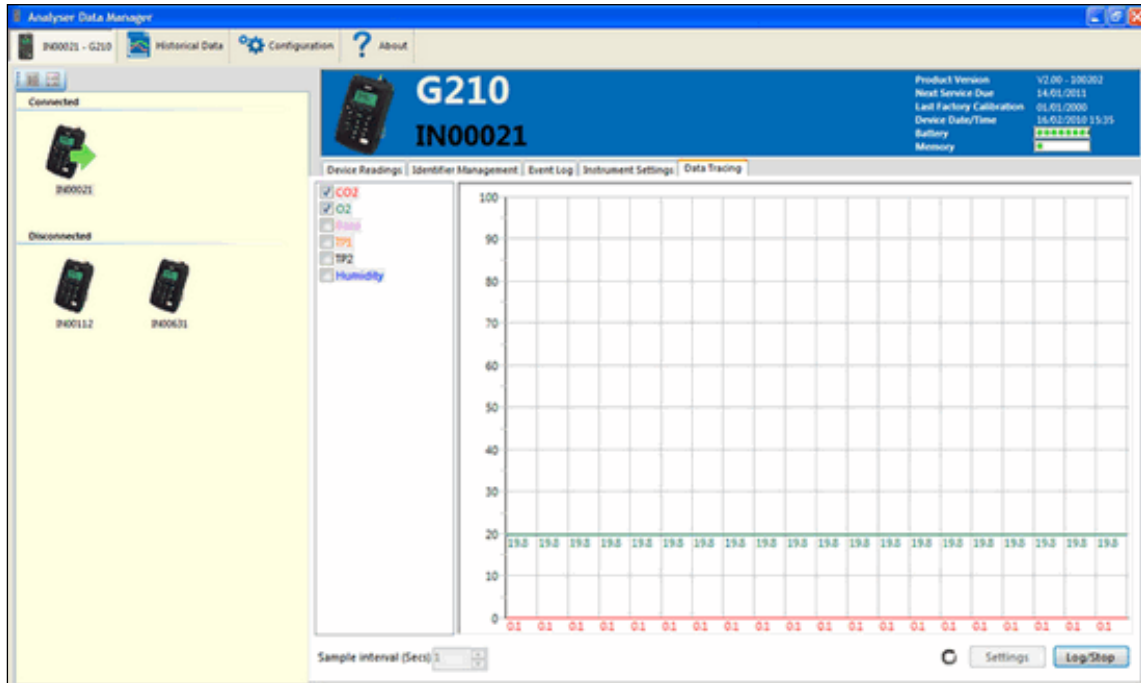 Analyser Data Manager
IN00021 - G210 Historical Data Configuration ? About
Connected
IN00021
Disconnected
IN00112 IN00631
G210
IN00021
Product Version V2.00 - 100202
Next Service Due 14/01/2011
Last Factory Calibration 01/01/2000
Device Date/Time 16/02/2010 15:35
Battery
Memory
Device Readings Identifier Management Event Log Instrument Settings Data Tracing
CO2
O2
Baro
TP1
TP2
Humidity
100
90
80
70
60
50
40
30
20
19.8 19.8 19.8 19.8 19.8 19.8 19.8 19.8 19.8 19.8 19.8 19.8 19.8 19.8 19.8 19.8 19.8 19.8 19.8 19.8
10
0
0.1 0.1 0.1 0.1 0.1 0.1 0.1 0.1 0.1 0.1 0.1 0.1 0.1 0.1 0.1 0.1 0.1 0.1 0.1 0.1
Sample interval (Secs) 1 Settings Log/Stop